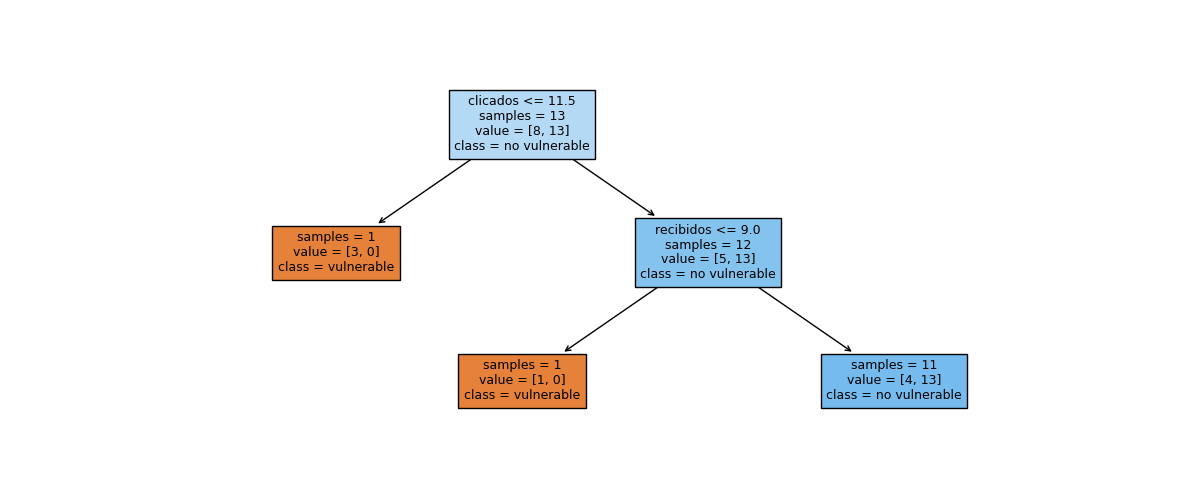 clicados <= 11.5
samples = 13
value = [8, 13]
class = no vulnerable
samples = 1
value = [3, 0]
class = vulnerable
recibidos <= 9.0
samples = 12
value = [5, 13]
class = no vulnerable
samples = 1
value = [1, 0]
class = vulnerable
samples = 11
value = [4, 13]
class = no vulnerable